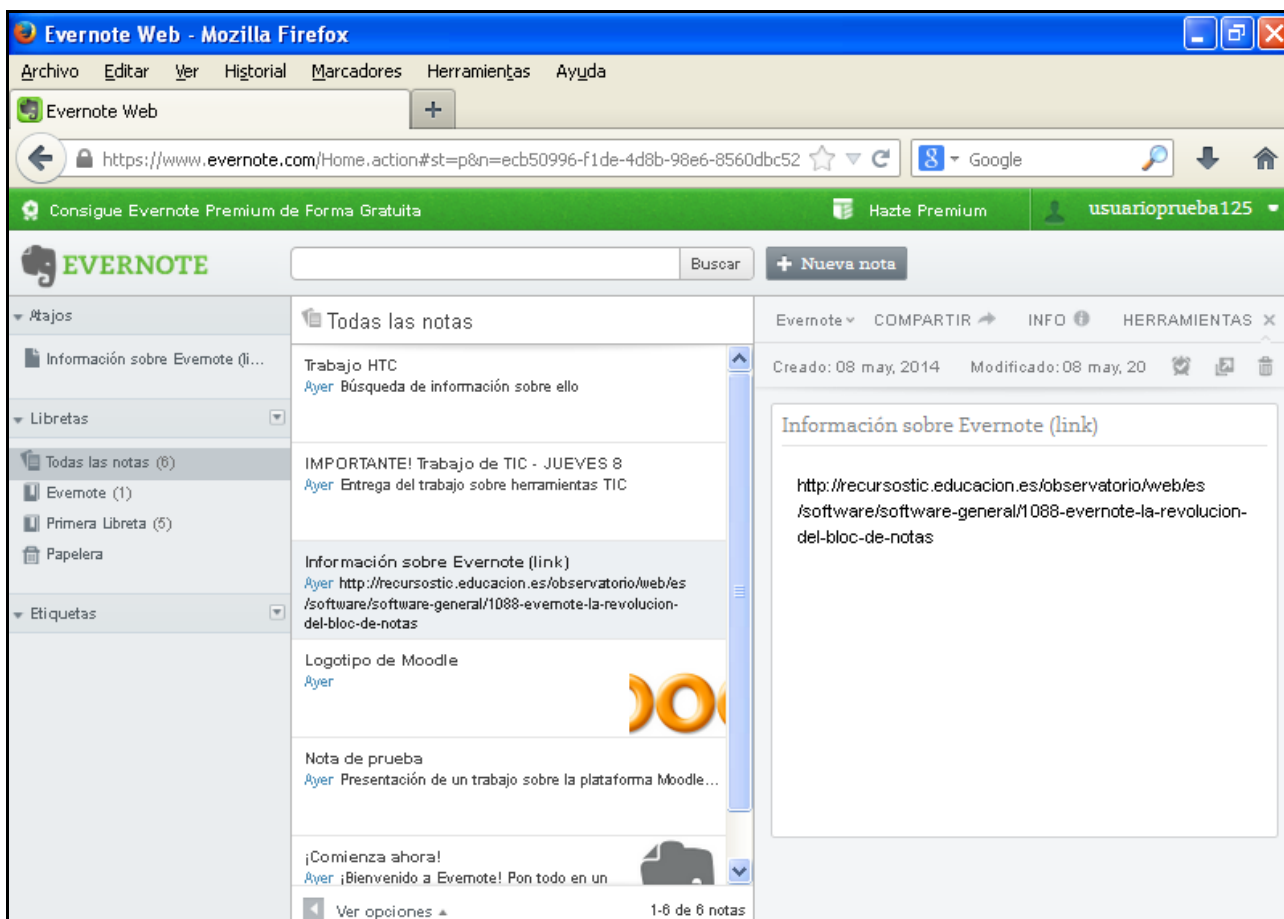 Evernote Web - Mozilla Firefox
Archivo Editar Ver Historial Marcadores Herramientas Ayuda
Evernote Web
https://www.evernote.com/Home.action#st=p&n=ecb50996-f1de-4d8b-98e6-8560dbc52
8 Google
Consigue Evernote Premium de Forma Gratuita Hazte Premium usuarioprueba125
EVERNOTE Buscar + Nueva nota
Atajos
Información sobre Evernote (li...
Libretas
Todas las notas (6)
Evernote (1)
Primera Libreta (5)
Papelera
Etiquetas
Todas las notas
Trabajo HTC
Ayer Búsqueda de información sobre ello
IMPORTANTE! Trabajo de TIC - JUEVES 8
Ayer Entrega del trabajo sobre herramientas TIC
Información sobre Evernote (link)
Ayer http://recursostic.educacion.es/observatorio/web/es
/software/software-general/1088-evernote-la-revolucion-
del-bloc-de-notas
Logotipo de Moodle
Ayer
Nota de prueba
Ayer Presentación de un trabajo sobre la plataforma Moodle...
¡Comienza ahora!
Ayer ¡Bienvenido a Evernote! Pon todo en un
Ver opciones 1-6 de 6 notas
Evernote COMPARTIR INFO HERRAMIENTAS
Creado: 08 may, 2014 Modificado: 08 may, 20
Información sobre Evernote (link)
http://recursostic.educacion.es/observatorio/web/es
/software/software-general/1088-evernote-la-revolucion-
del-bloc-de-notas